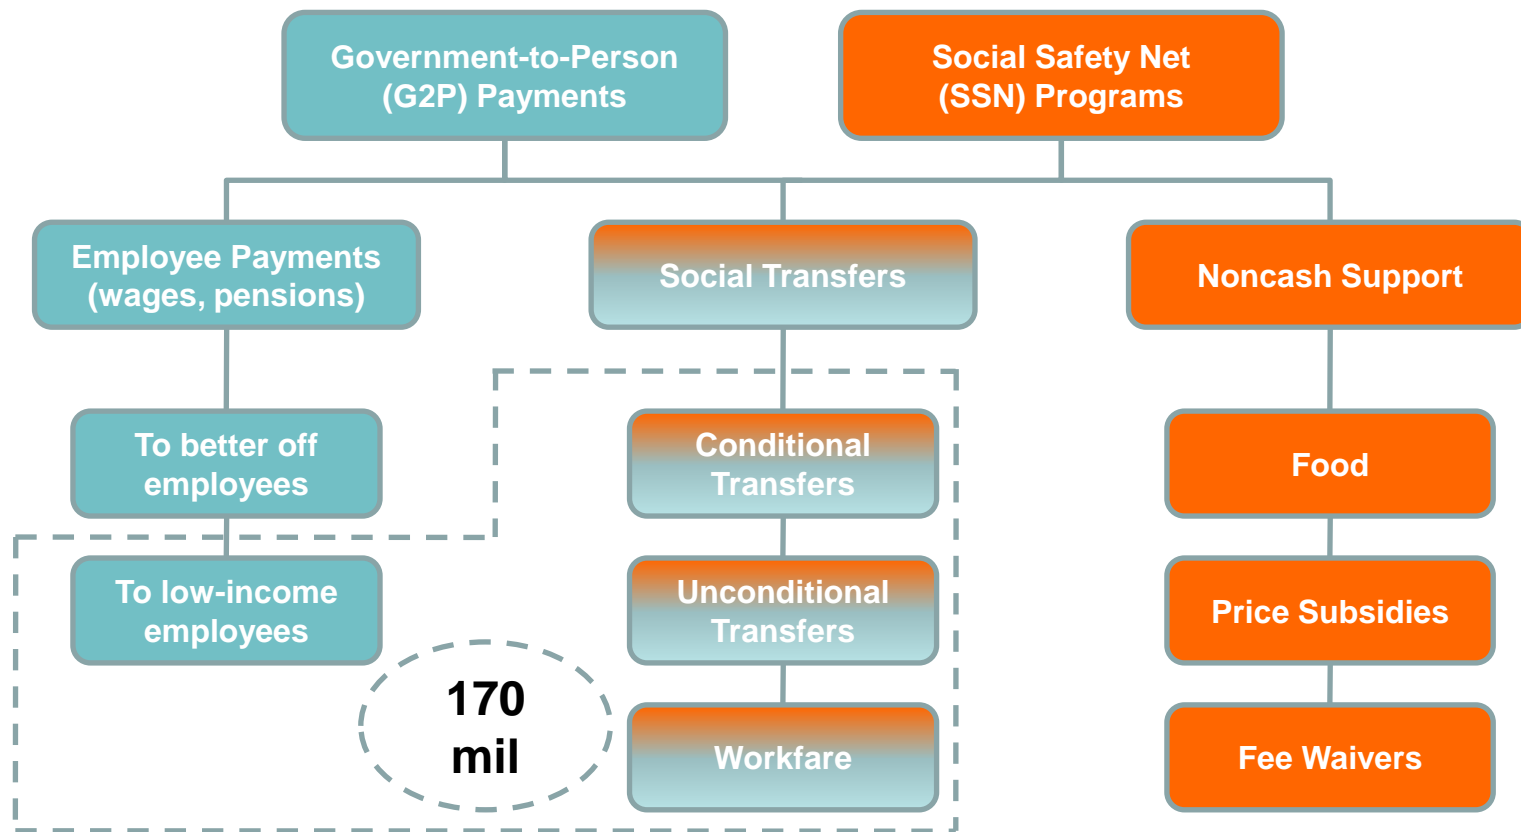 Government-to-Person
(G2P) Payments
Social Safety Net
(SSN) Programs
Employee Payments
(wages, pensions)
Social Transfers
Noncash Support
To better off
employees
Conditional
Transfers
Food
To low-income
employees
Unconditional
Transfers
Price Subsidies
170
mil
Workfare
Fee Waivers